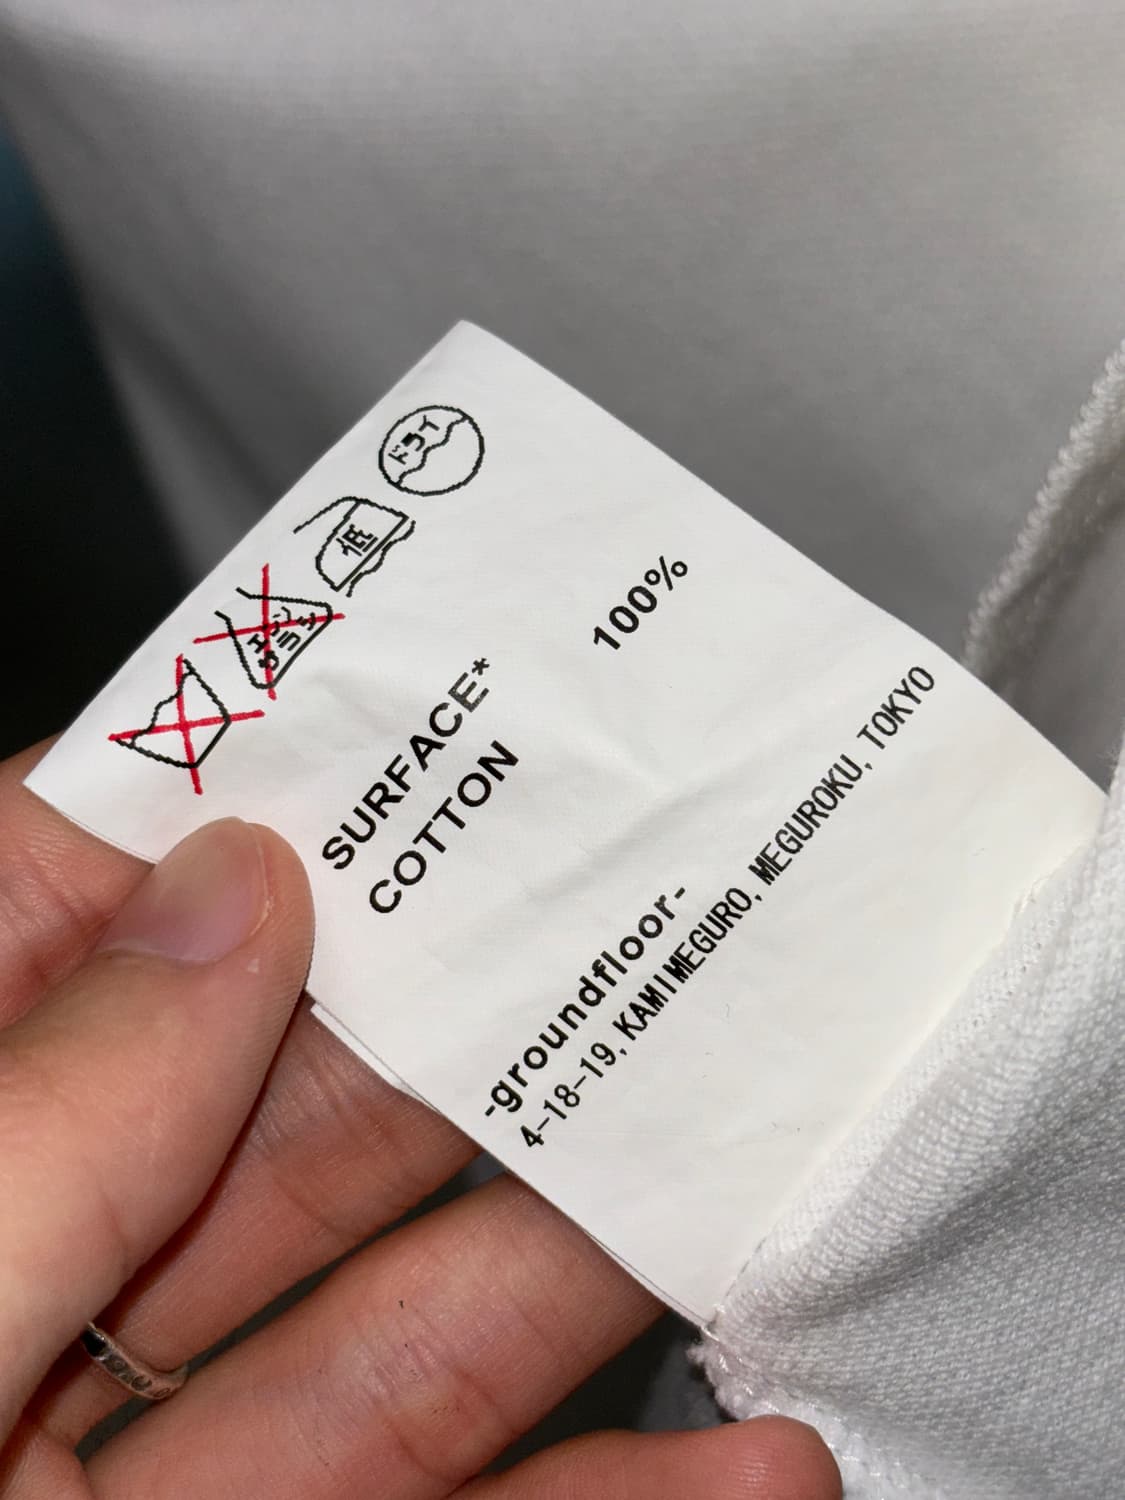 エンソ
サラシ
低
ドライ
SURFACE*
COTTON 100%
-groundfloor-
4-18-19, KAMIMEGURO, MEGUROKU, TOKYO